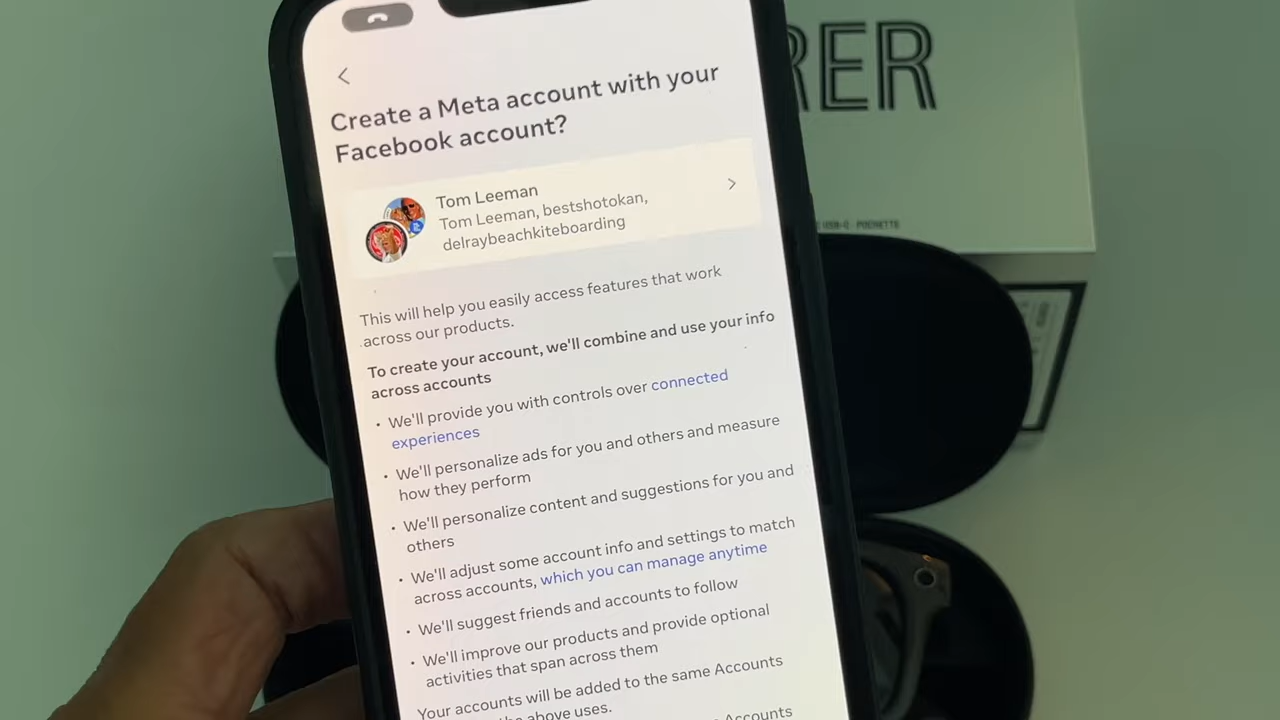 RER
Create a Meta account with your
Facebook account?
Tom Leeman
Tom Leeman, bestshotokan,
delraybeachkiteboarding
This will help you easily access features that work
across our products.
To create your account, we'll combine and use your info
across accounts
• We'll provide you with controls over connected
experiences
• We'll personalize ads for you and others and measure
how they perform
• We'll personalize content and suggestions for you and
others
• We'll adjust some account info and settings to match
across accounts, which you can manage anytime
• We'll suggest friends and accounts to follow
• We'll improve our products and provide optional
activities that span across them
Your accounts will be added to the same Accounts
above uses.
Accounts